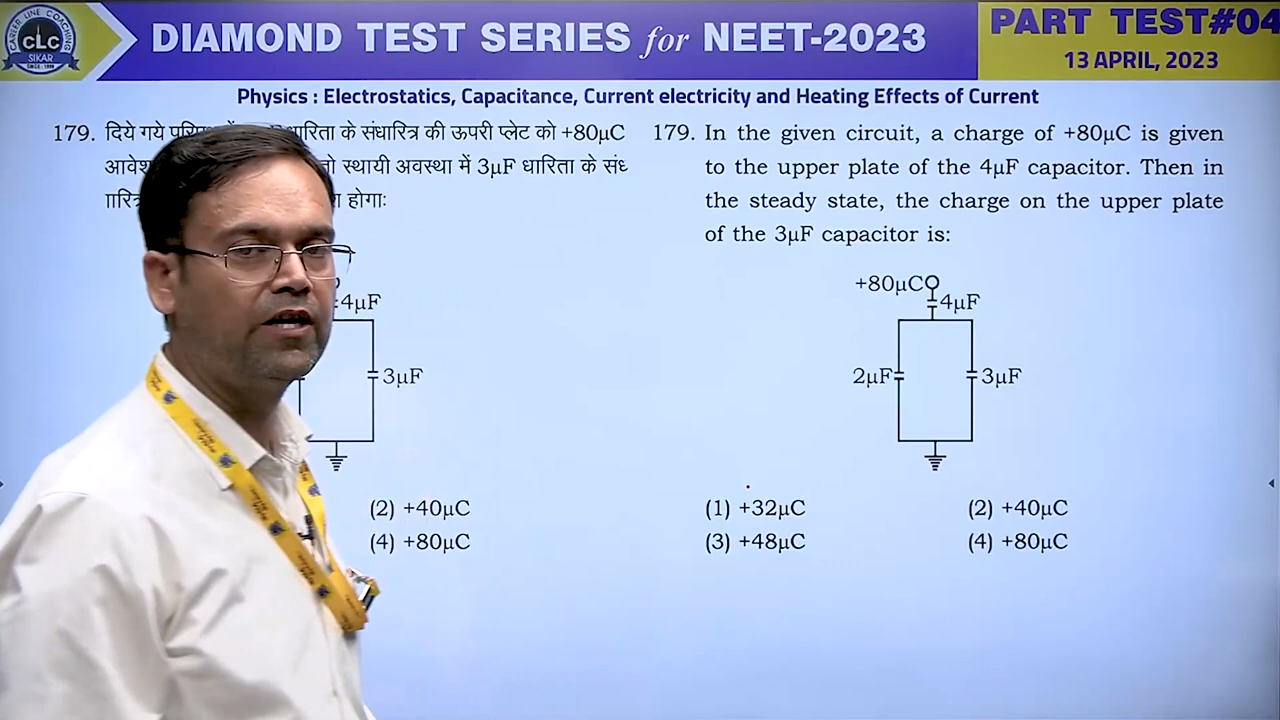 CAREER LINE COACHING
CLC
SIKAR
SINCE : 1996
DIAMOND TEST SERIES for NEET-2023
PART TEST#04
13 APRIL, 2023
Physics : Electrostatics, Capacitance, Current electricity and Heating Effects of Current
179. दिये गये धारिता के संधारित्र की ऊपरी प्लेट को +80μC
तो स्थायी अवस्था में 3μF धारिता के संध
होगाः
4μF
3μF
(2) +40μC
(4) +80μC
179. In the given circuit, a charge of +80μC is given
to the upper plate of the 4μF capacitor. Then in
the steady state, the charge on the upper plate
of the 3μF capacitor is:
+80μC
4μF
2μF
3μF
(1) +32μC (2) +40μC
(3) +48μC (4) +80μC